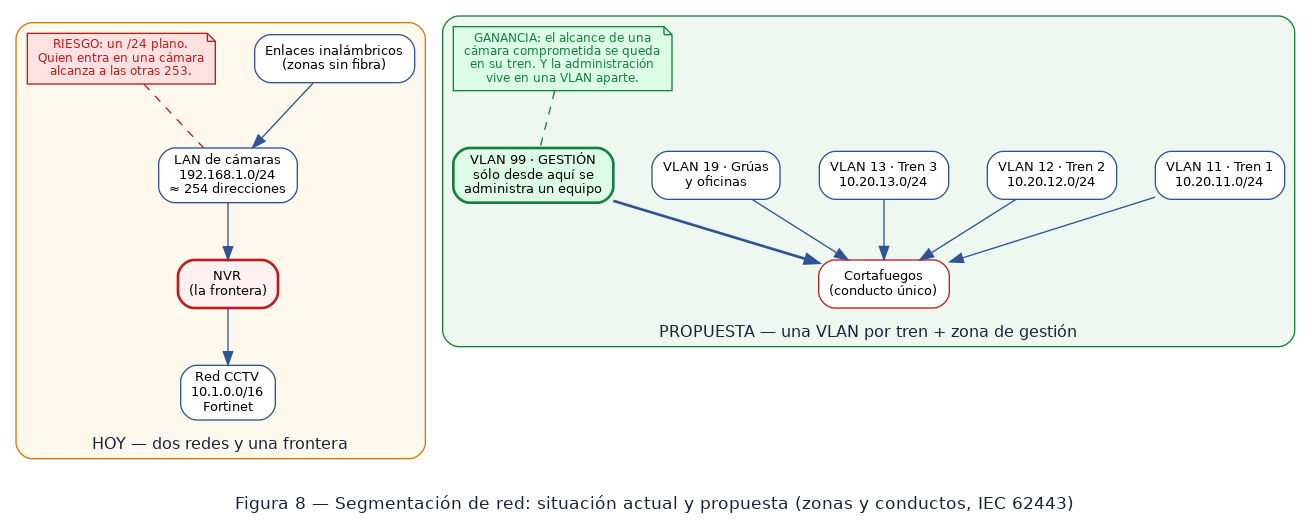 RIESGO: un /24 plano.
Quien entra en una cámara
alcanza a las otras 253.
Enlaces inalámbricos
(zonas sin fibra)
LAN de cámaras
192.168.1.0/24
≈ 254 direcciones
NVR
(la frontera)
Red CCTV
10.1.0.0/16
Fortinet
HOY — dos redes y una frontera
GANANCIA: el alcance de una
cámara comprometida se queda
en su tren. Y la administración
vive en una VLAN aparte.
VLAN 99 · GESTIÓN
sólo desde aquí se
administra un equipo
VLAN 19 · Grúas
y oficinas
VLAN 13 · Tren 3
10.20.13.0/24
VLAN 12 · Tren 2
10.20.12.0/24
VLAN 11 · Tren 1
10.20.11.0/24
Cortafuegos
(conducto único)
PROPUESTA — una VLAN por tren + zona de gestión
Figura 8 — Segmentación de red: situación actual y propuesta (zonas y conductos, IEC 62443)